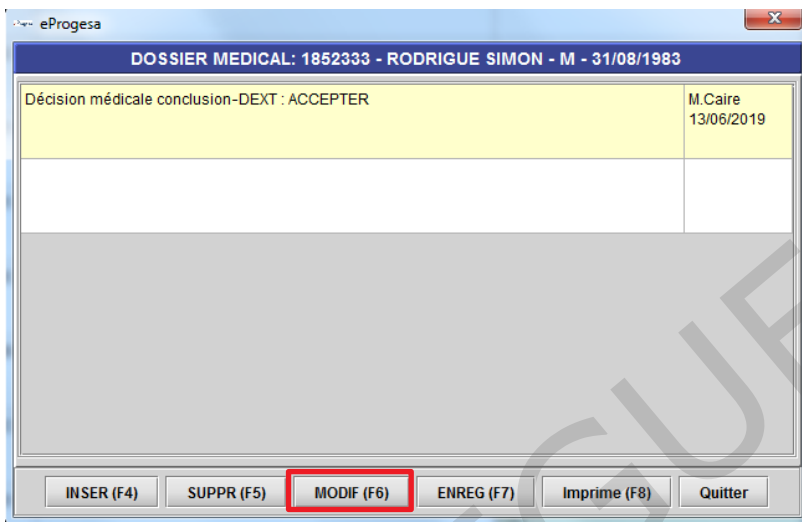 eProgesa
DOSSIER MEDICAL: 1852333 - RODRIGUE SIMON - M - 31/08/1983
Décision médicale conclusion-DEXT : ACCEPTER
M.Caire
13/06/2019
INSER (F4) SUPPR (F5) MODIF (F6) ENREG (F7) Imprime (F8) Quitter